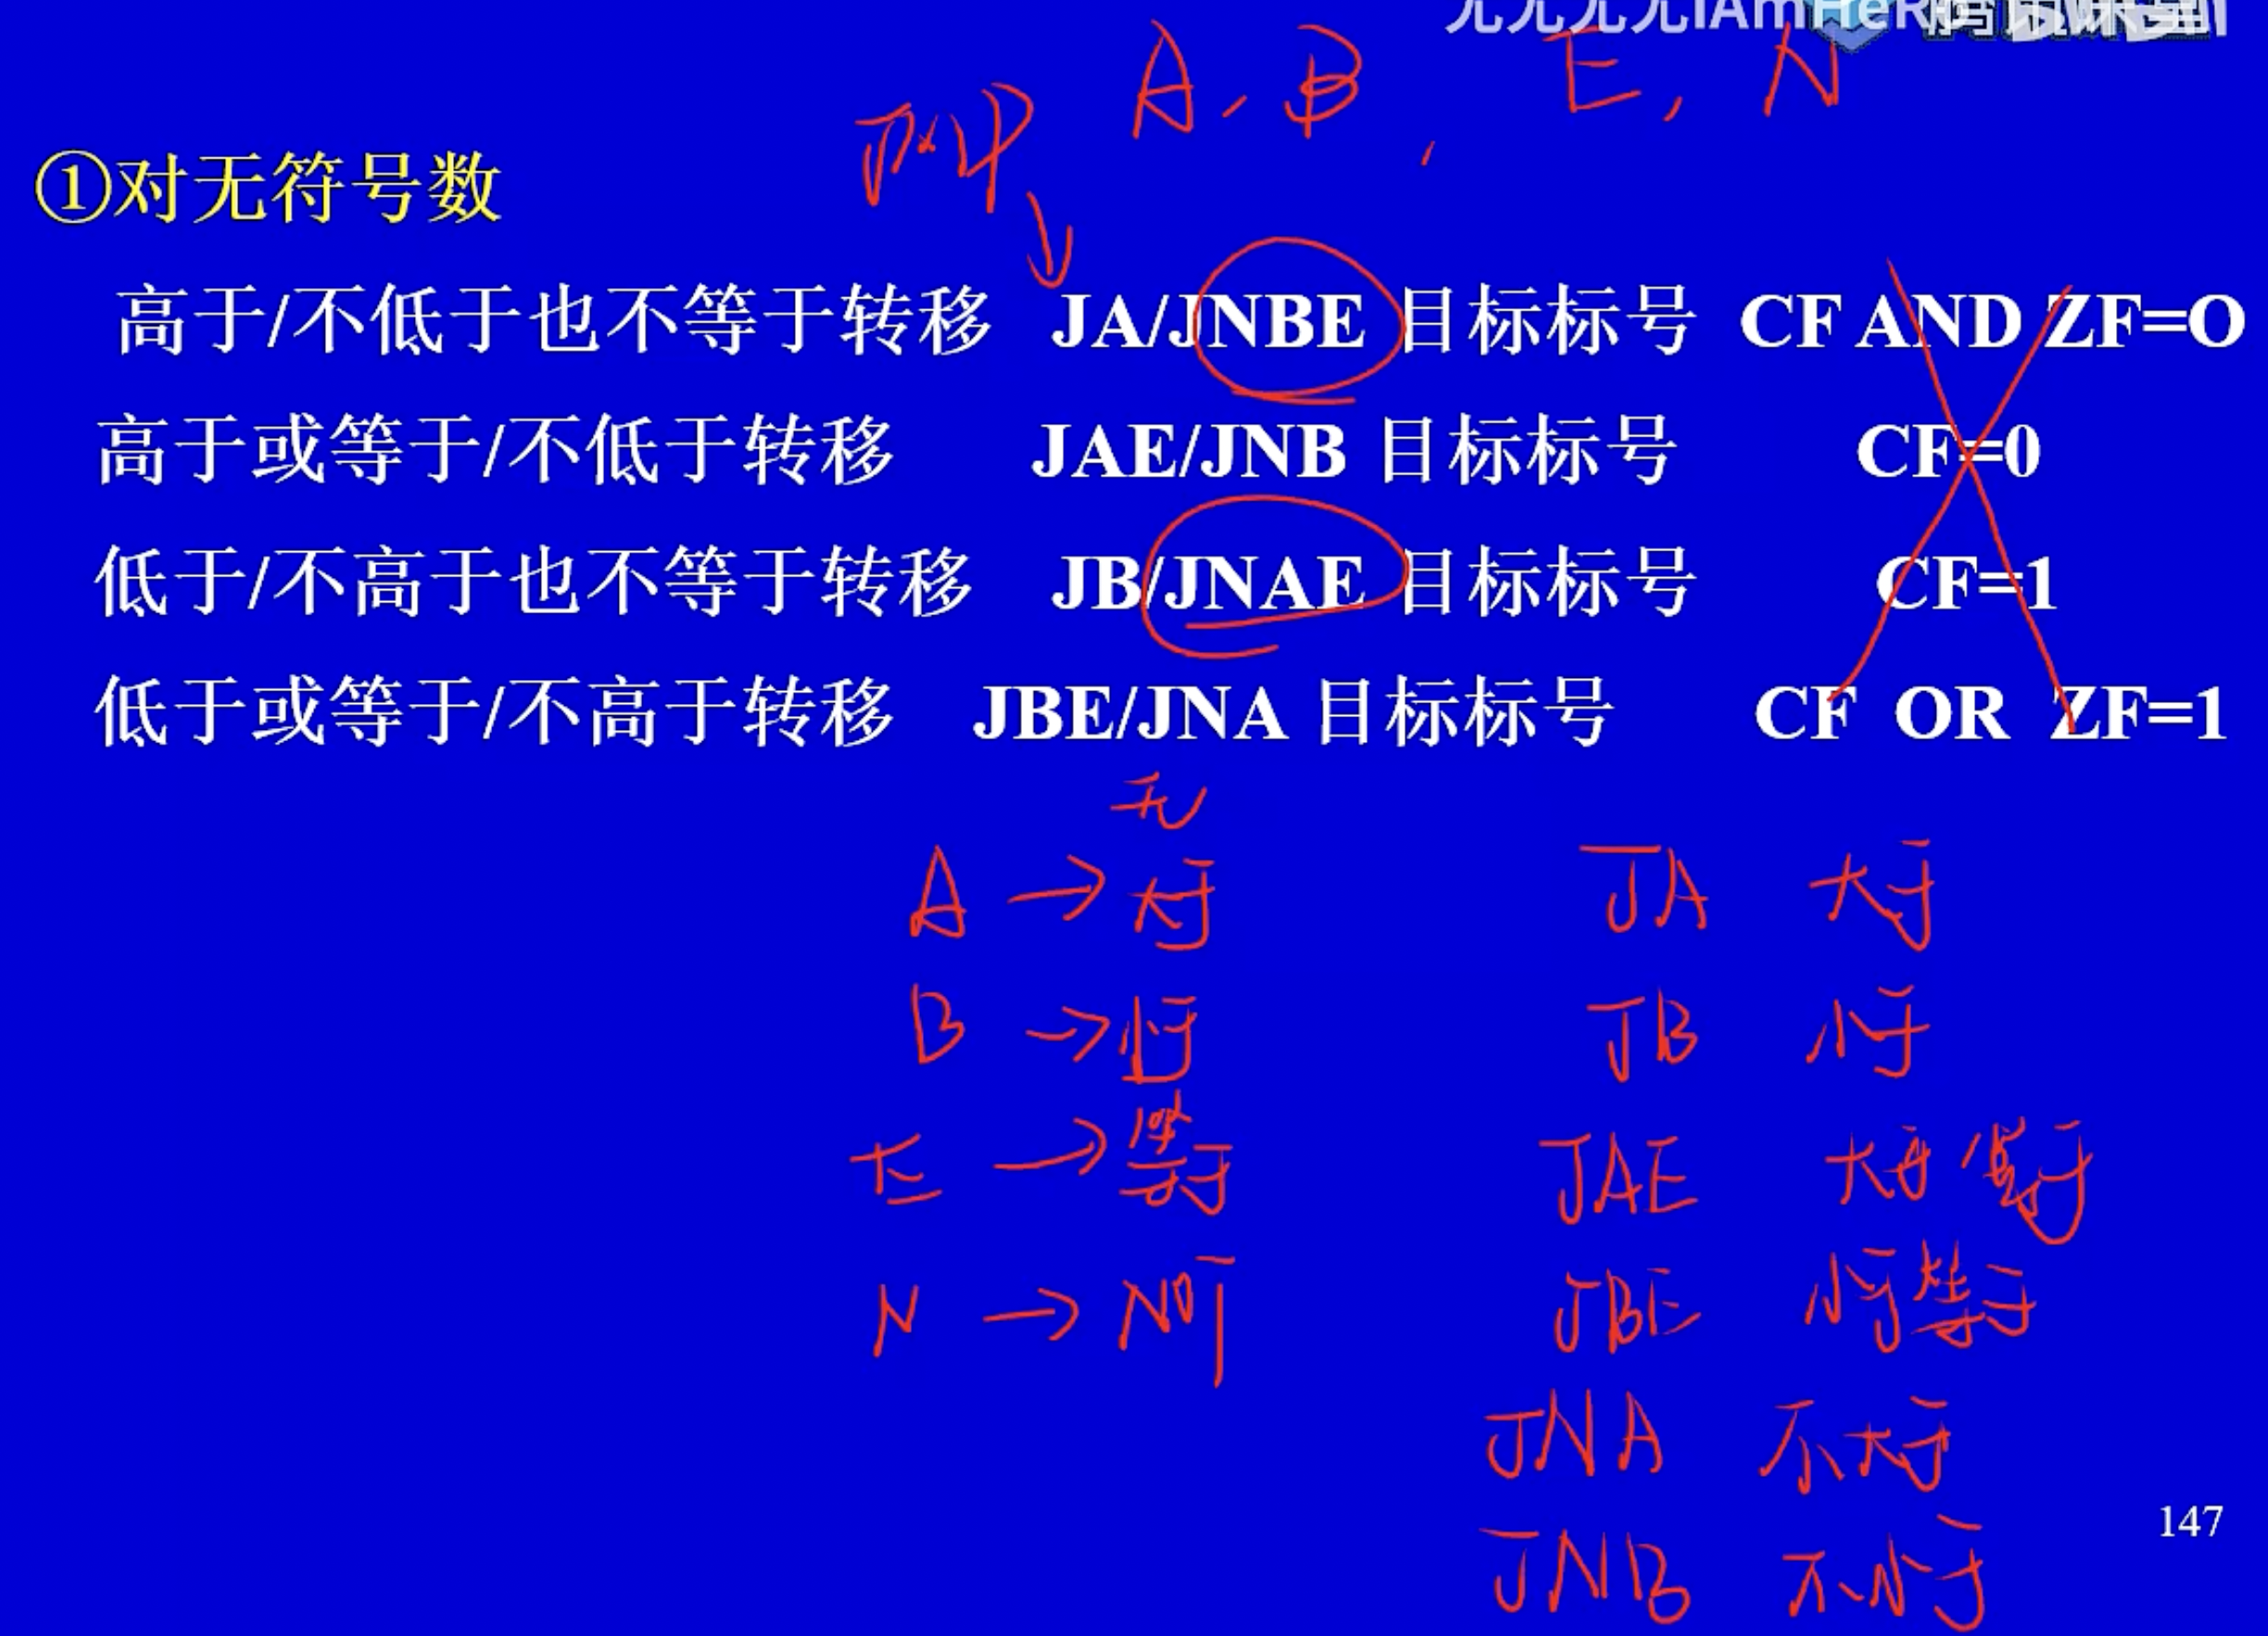 A、B, E, N
①对无符号数
高于/不低于也不等于转移 JA/JNBE 目标标号 CF AND ZF=O
高于或等于/不低于转移 JAE/JNB 目标标号 CF=0
低于/不高于也不等于转移 JB/JNAE 目标标号 CF=1
低于或等于/不高于转移 JBE/JNA 目标标号 CF OR ZF=1
无
A → 大于 JA 大于
B → 小于 JB 小于
E → 等于 JAE 大于等于
N → Not JBE 小于等于
JNA 不大于
JNB 不小于
147